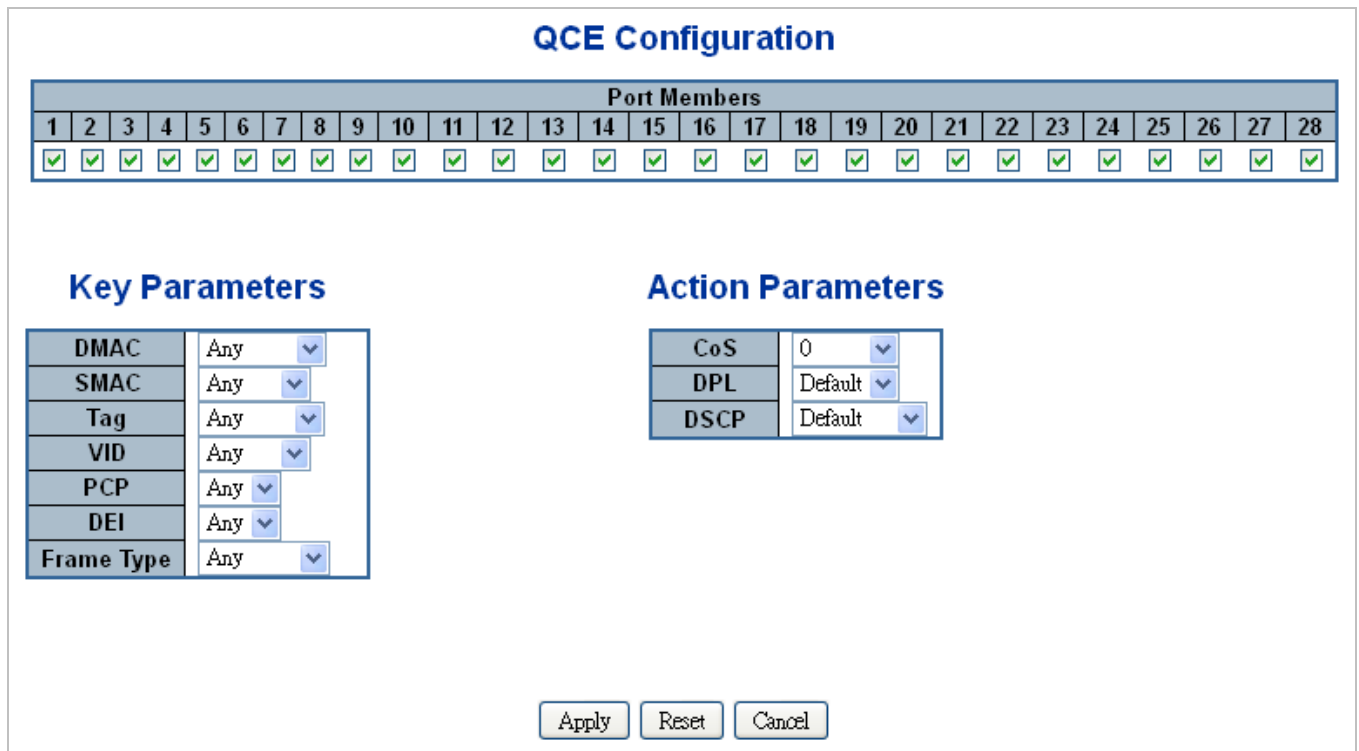 QCE Configuration
Port Members
1 2 3 4 5 6 7 8 9 10 11 12 13 14 15 16 17 18 19 20 21 22 23 24 25 26 27 28
Key Parameters
DMAC Any
SMAC Any
Tag Any
VID Any
PCP Any
DEI Any
Frame Type Any
Action Parameters
CoS 0
DPL Default
DSCP Default
Apply Reset Cancel